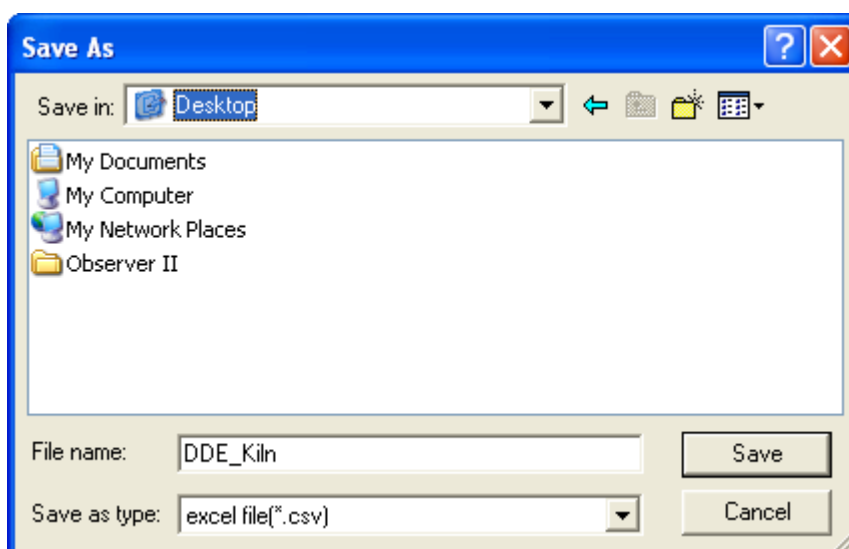 Save As
Save in: Desktop
My Documents
My Computer
My Network Places
Observer II
File name: DDE_Kiln Save
Save as type: excel file(*.csv) Cancel